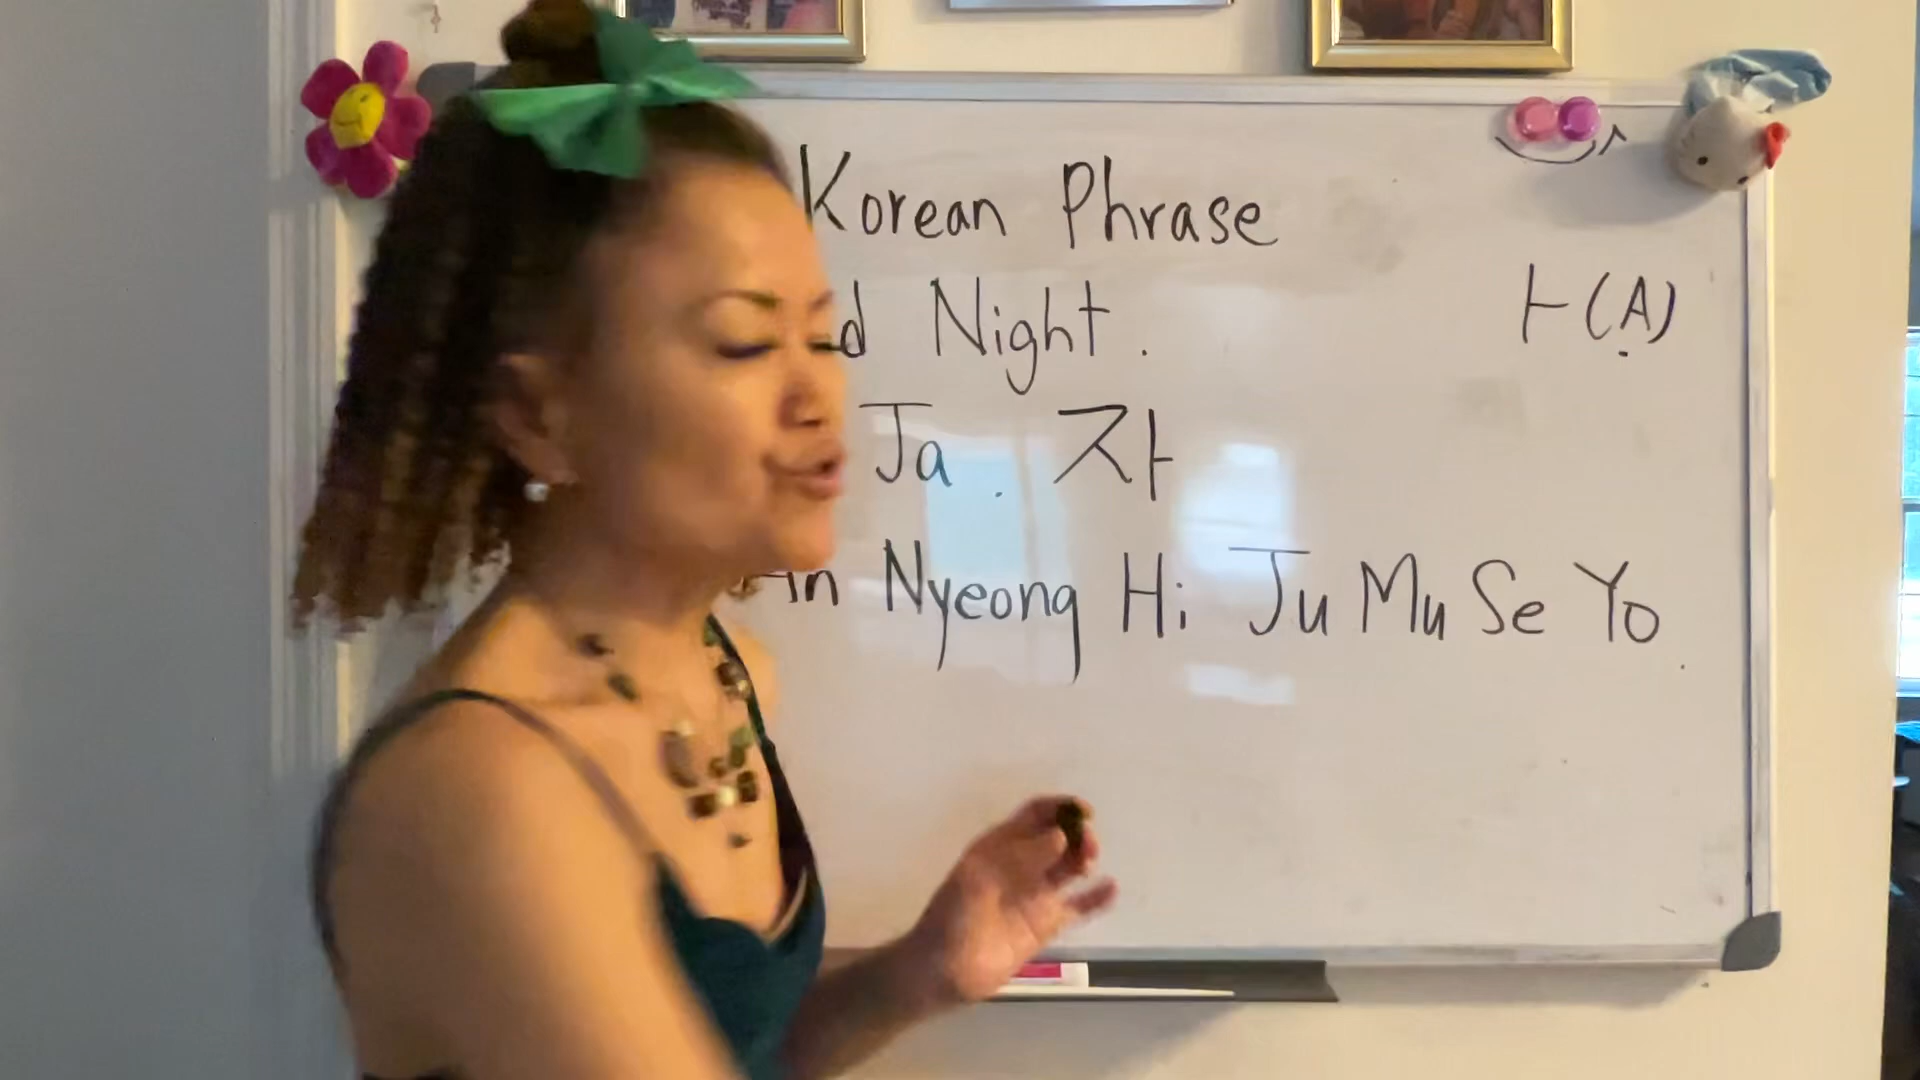 Korean Phrase
Night.
ㅏ(A)
Ja. 자
Nyeong Hi Ju Mu Se Yo.